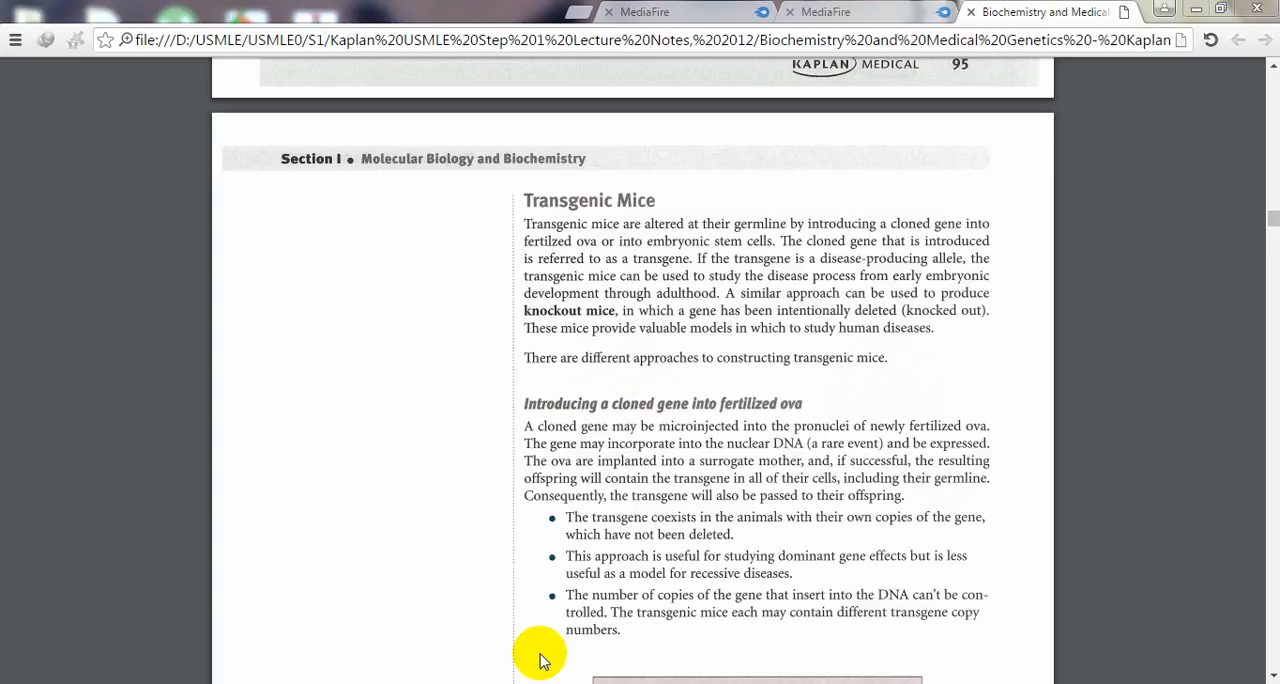 MediaFire
MediaFire
Biochemistry and Medical
file:///D:/USMLE/USMLE0/S1/Kaplan%20USMLE%20Step%201%20Lecture%20Notes,%202012/Biochemistry%20and%20Medical%20Genetics%20-%20Kaplan
KAPLAN MEDICAL 95
Section I • Molecular Biology and Biochemistry
Transgenic Mice
Transgenic mice are altered at their germline by introducing a cloned gene into
fertilzed ova or into embryonic stem cells. The cloned gene that is introduced
is referred to as a transgene. If the transgene is a disease-producing allele, the
transgenic mice can be used to study the disease process from early embryonic
development through adulthood. A similar approach can be used to produce
knockout mice, in which a gene has been intentionally deleted (knocked out).
These mice provide valuable models in which to study human diseases.
There are different approaches to constructing transgenic mice.
Introducing a cloned gene into fertilized ova
A cloned gene may be microinjected into the pronuclei of newly fertilized ova.
The gene may incorporate into the nuclear DNA (a rare event) and be expressed.
The ova are implanted into a surrogate mother, and, if successful, the resulting
offspring will contain the transgene in all of their cells, including their germline.
Consequently, the transgene will also be passed to their offspring.
• The transgene coexists in the animals with their own copies of the gene,
which have not been deleted.
• This approach is useful for studying dominant gene effects but is less
useful as a model for recessive diseases.
• The number of copies of the gene that insert into the DNA can't be con-
trolled. The transgenic mice each may contain different transgene copy
numbers.